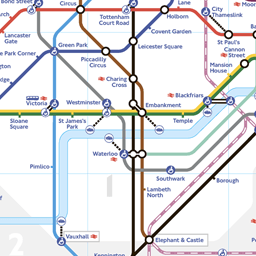 Bond Street
Circus
Tottenham
Court Road
Lane
Holborn
City
Thameslink
Lancaster
Gate
Covent Garden
St Paul's
Cannon
Street
Park Corner
Green Park
Leicester Square
Mansion
House
Piccadilly
Circus
Charing
Cross
Blackfriars
Victoria
Westminster
Embankment
Sloane
Square
St James's
Park
Temple
Waterloo
Pimlico
Southwark
Borough
Lambeth
North
2
Vauxhall
Elephant & Castle
Kennington